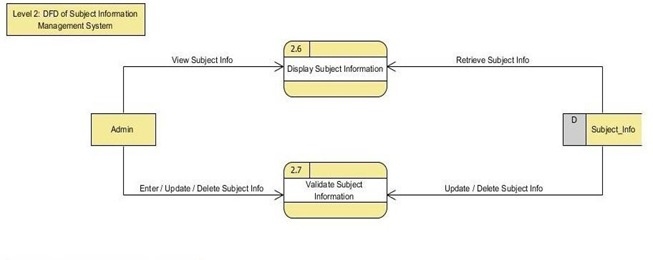 Level 2: DFD of Subject Information
Management System
2.6
View Subject Info
Display Subject Information
Retrieve Subject Info
Admin
D
Subject_Info
2.7
Enter / Update / Delete Subject Info
Validate Subject
Information
Update / Delete Subject Info